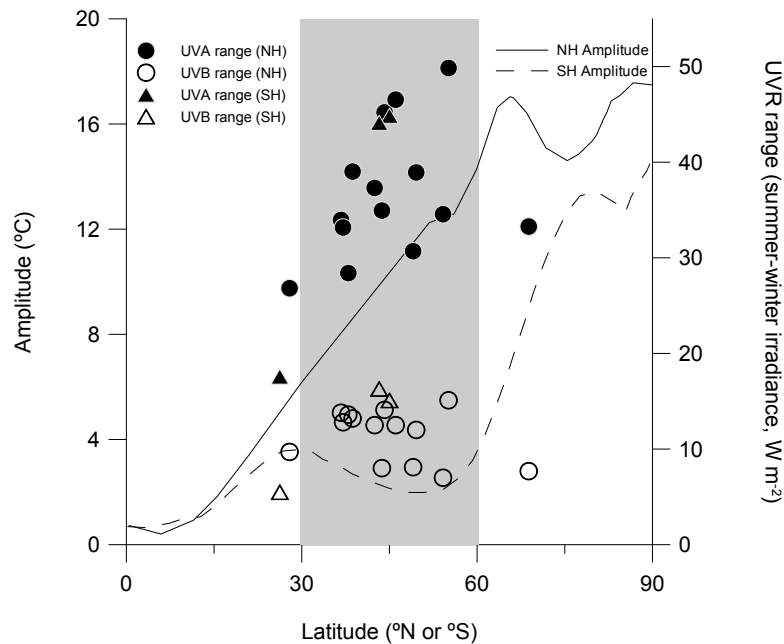 20
16
12
8
4
0
Amplitude (ºC)
UVA range (NH)
UVB range (NH)
UVA range (SH)
UVB range (SH)
NH Amplitude
SH Amplitude
50
40
30
20
10
0
UVR range (summer-winter irradiance, W m-2)
0
30
60
90
Latitude (ºN or ºS)